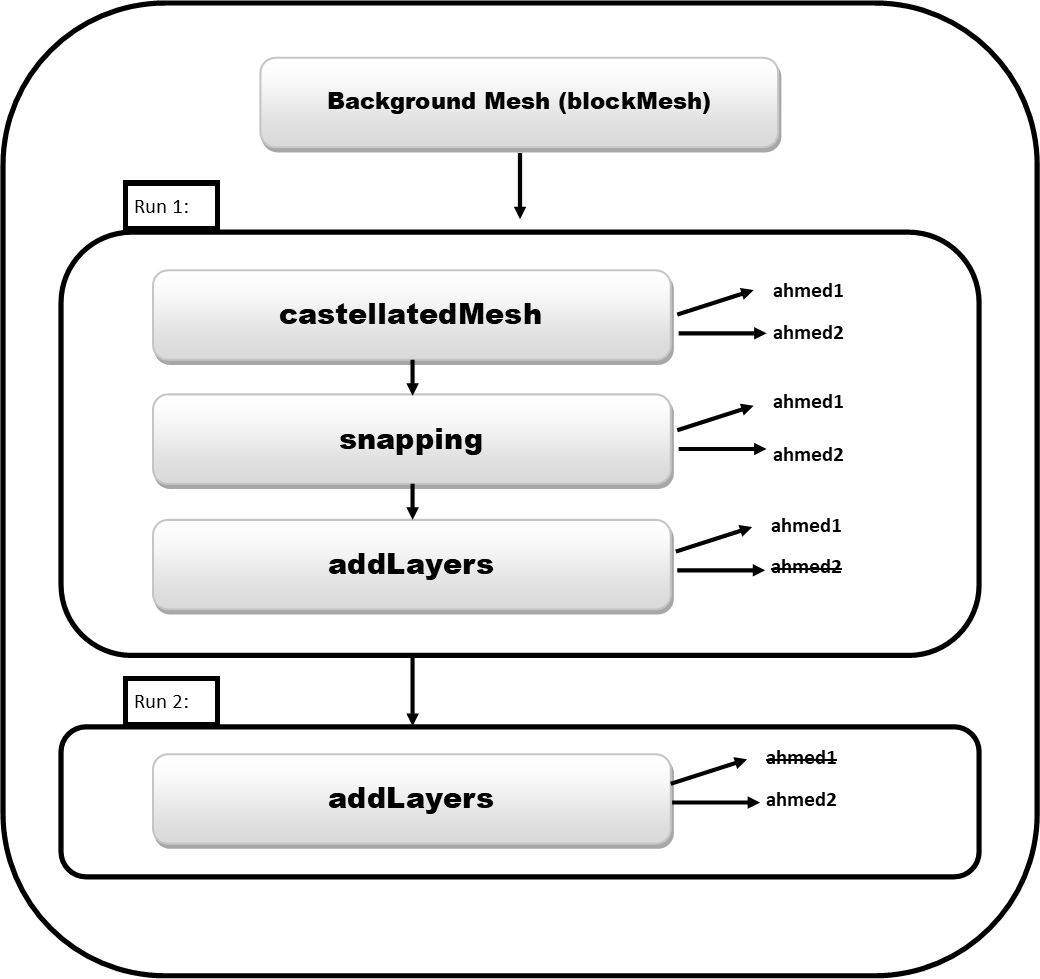 Background Mesh (blockMesh)
Run 1:
castellatedMesh
ahmed1
ahmed2
snapping
ahmed1
ahmed2
addLayers
ahmed1
ahmed2
Run 2:
addLayers
ahmed1
ahmed2